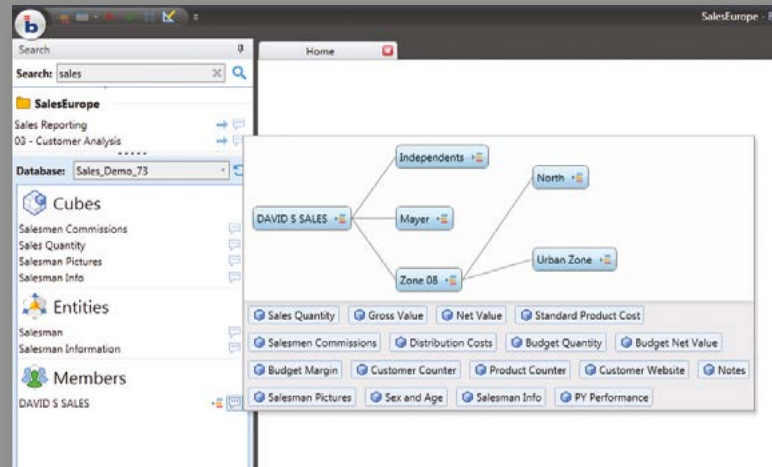 SalesEurope - B
Search
Home
Search: sales
SalesEurope
Sales Reporting
03 - Customer Analysis
Database: Sales_Demo_73
Cubes
Salesmen Commissions
Sales Quantity
Salesman Pictures
Salesman Info
Entities
Salesman
Salesman Information
Members
DAVID S SALES
Independents
North
DAVID S SALES
Mayer
Urban Zone
Zone 08
Sales Quantity Gross Value Net Value Standard Product Cost
Salesmen Commissions Distribution Costs Budget Quantity Budget Net Value
Budget Margin Customer Counter Product Counter Customer Website Notes
Salesman Pictures Sex and Age Salesman Info PY Performance